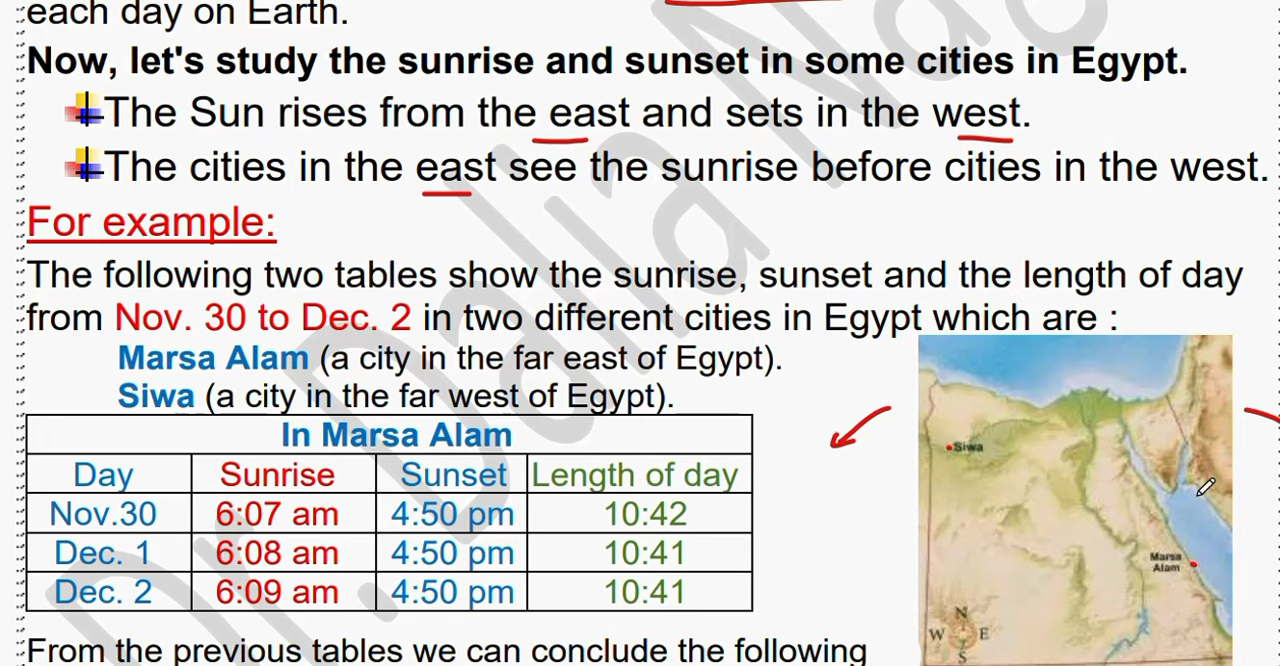 each day on Earth.
Now, let's study the sunrise and sunset in some cities in Egypt.
The Sun rises from the east and sets in the west.
The cities in the east see the sunrise before cities in the west.
For example:
The following two tables show the sunrise, sunset and the length of day
from Nov. 30 to Dec. 2 in two different cities in Egypt which are :
Marsa Alam (a city in the far east of Egypt).
Siwa (a city in the far west of Egypt).
In Marsa Alam
Day Sunrise Sunset Length of day
Nov.30 6:07 am 4:50 pm 10:42
Dec. 1 6:08 am 4:50 pm 10:41
Dec. 2 6:09 am 4:50 pm 10:41
Siwa
Marsa
Alam
N
W E
S
From the previous tables we can conclude the following
Dr. Dalia